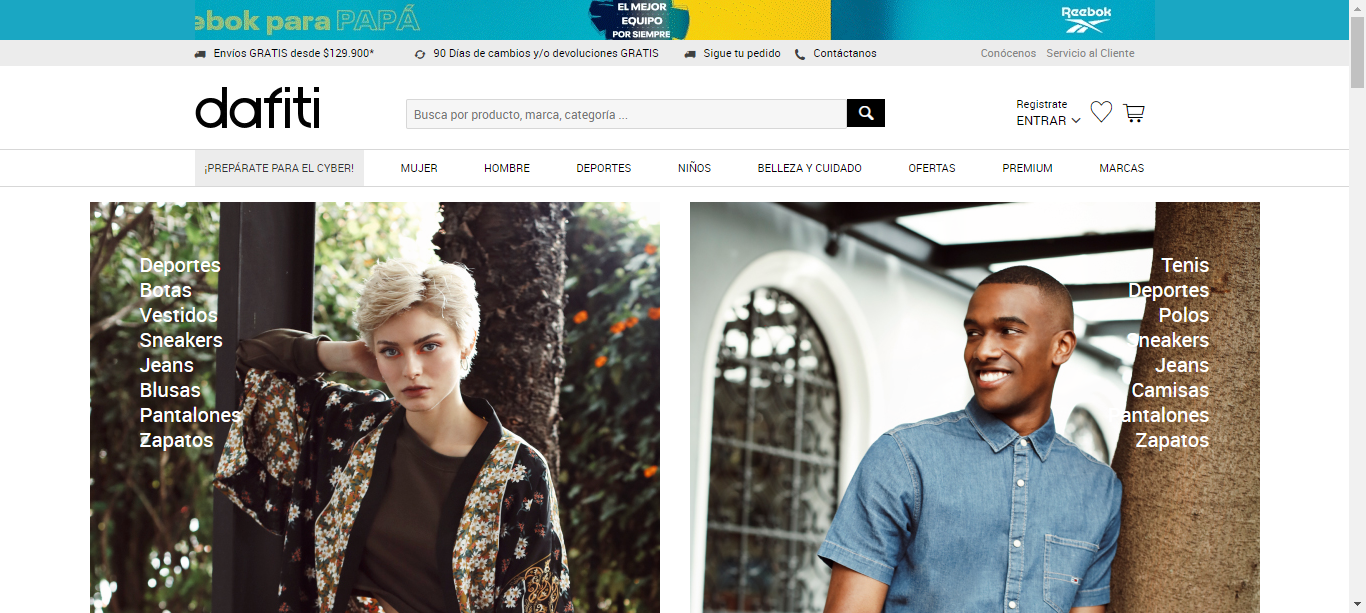 ebok para PAPÁ
EL MEJOR
EQUIPO
POR SIEMPRE
Reebok
Envíos GRATIS desde $129.900*
90 Días de cambios y/o devoluciones GRATIS
Sigue tu pedido
Contáctanos
Conócenos
Servicio al Cliente
dafiti
Busca por producto, marca, categoría ...
Registrate
ENTRAR
¡PREPÁRATE PARA EL CYBER!
MUJER
HOMBRE
DEPORTES
NIÑOS
BELLEZA Y CUIDADO
OFERTAS
PREMIUM
MARCAS
Deportes
Botas
Vestidos
Sneakers
Jeans
Blusas
Pantalones
Zapatos
Tenis
Deportes
Polos
Sneakers
Jeans
Camisas
Pantalones
Zapatos